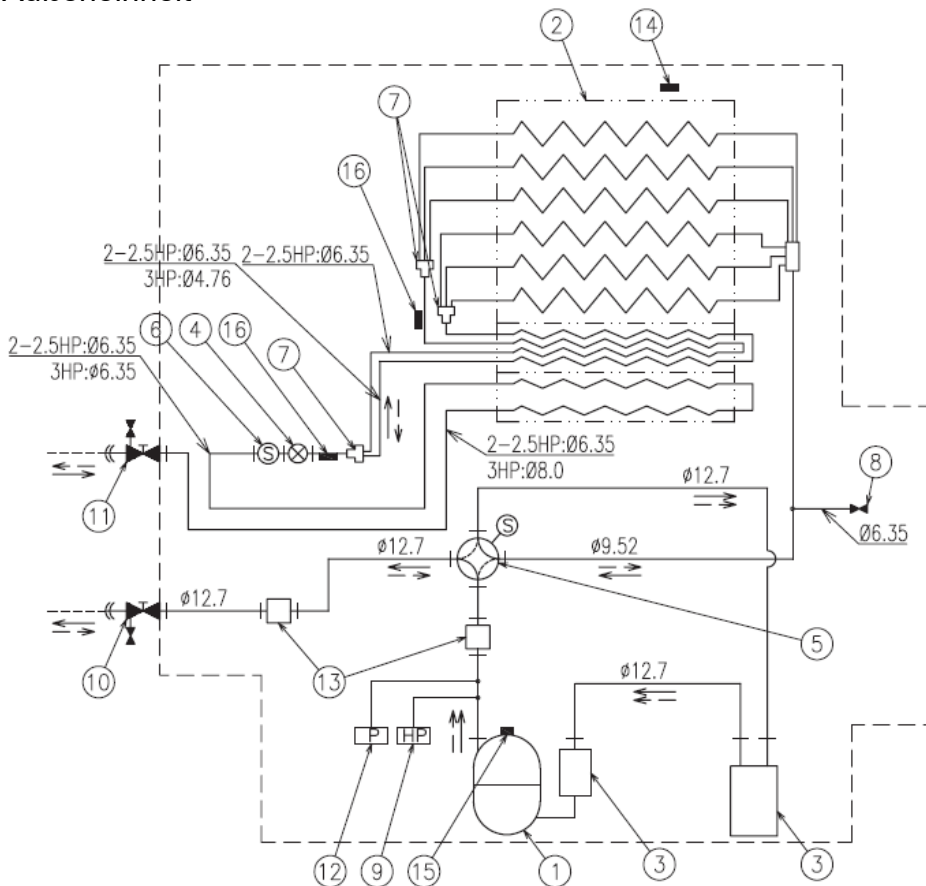 Außeneinheit
2
14
7
16
2-2.5HP:Ø6.35
2-2.5HP:Ø6.35
3HP:Ø4.76
6
4
16
7
2-2.5HP:Ø6.35
3HP:Ø6.35
S
2-2.5HP:Ø6.35
3HP:Ø8.0
11
8
ø12.7
Ø6.35
S
ø12.7
Ø9.52
ø12.7
10
13
5
ø12.7
P
HP
12
9
15
1
3
3